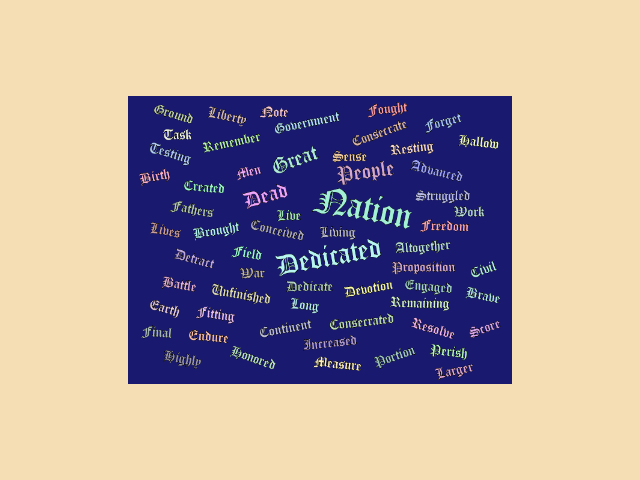 Ground
Liberty
Note
Fought
Government
Forget
Task
Consecrate
Remember
Hallow
Testing
Resting
Sense
Great
Advanced
People
Men
Birth
Created
Dead
Struggled
Nation
Fathers
Work
Live
Freedom
Lives
Brought
Conceived
Living
Altogether
Field
Dedicated
Detract
Proposition
Civil
War
Battle
Unfinished
Dedicate
Devotion
Engaged
Brave
Long
Remaining
Earth
Fitting
Continent
Consecrated
Resolve
Score
Final
Endure
Increased
Highly
Honored
Measure
Portion
Perish
Larger